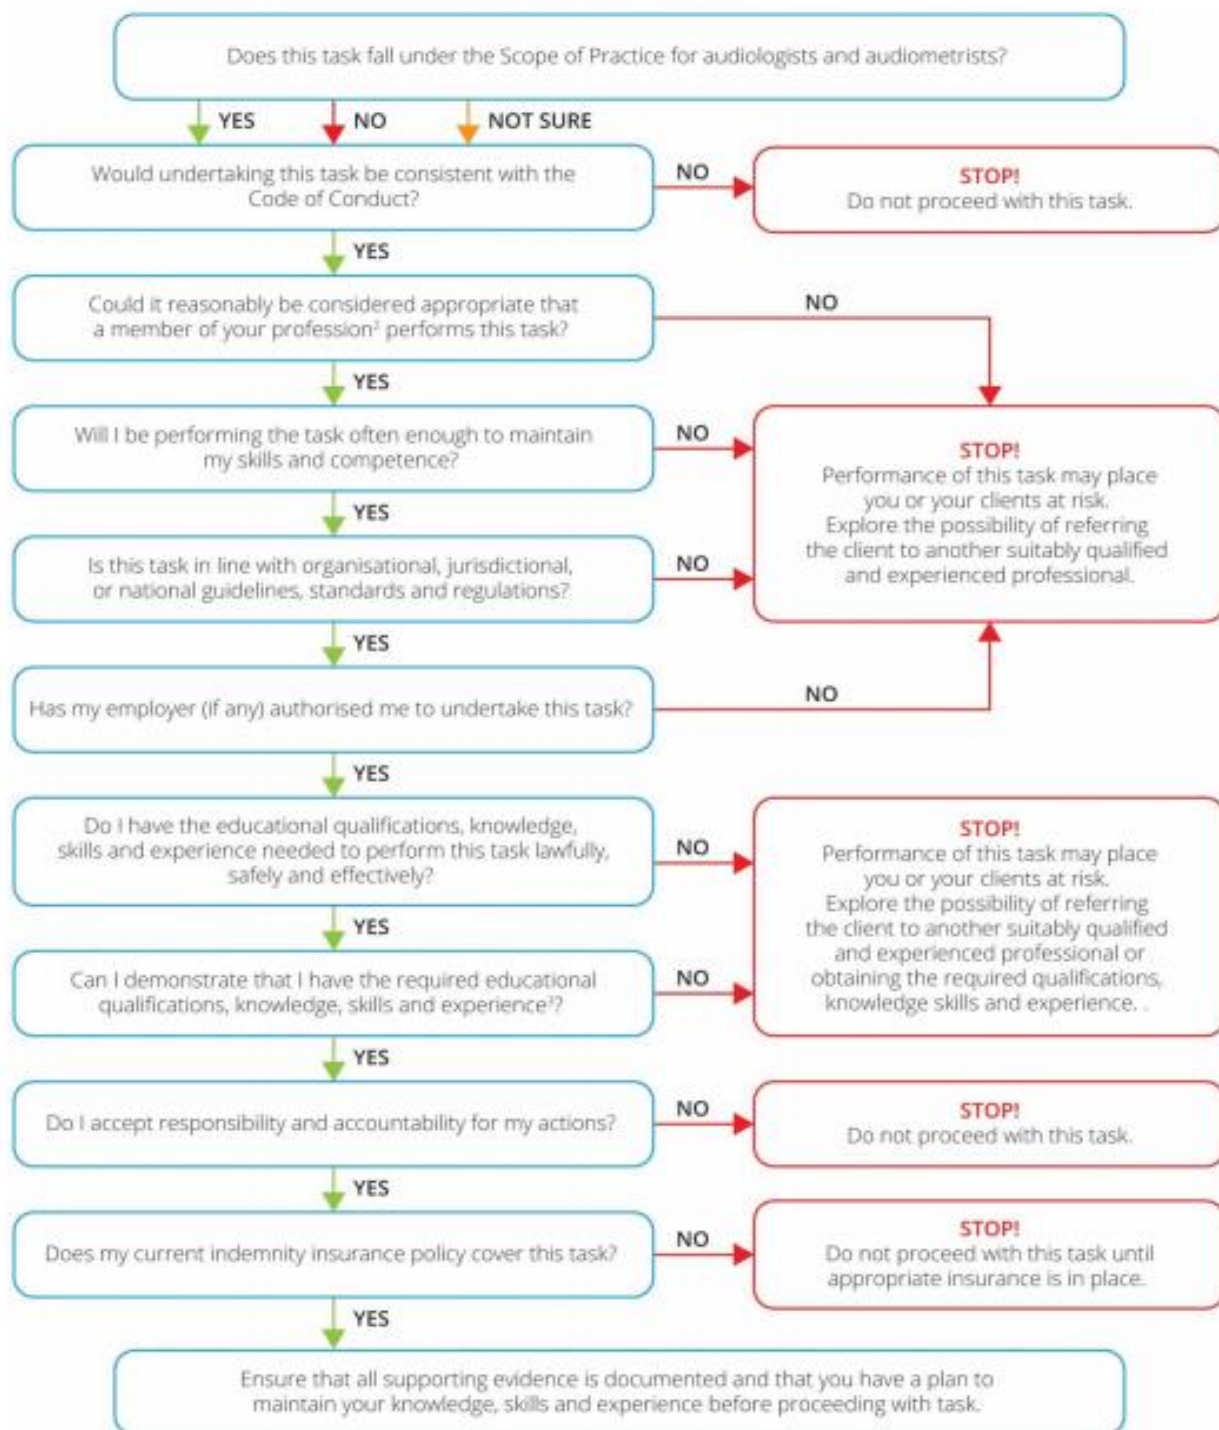 Does this task fall under the Scope of Practice for audiologists and audiometrists?
YES
NO
NOT SURE
Would undertaking this task be consistent with the
Code of Conduct?
NO
STOP!
Do not proceed with this task.
YES
Could it reasonably be considered appropriate that
a member of your profession² performs this task?
NO
YES
Will I be performing the task often enough to maintain
my skills and competence?
NO
STOP!
Performance of this task may place
you or your clients at risk.
Explore the possibility of referring
the client to another suitably qualified
and experienced professional.
YES
Is this task in line with organisational, jurisdictional,
or national guidelines, standards and regulations?
NO
YES
Has my employer (if any) authorised me to undertake this task?
NO
YES
Do I have the educational qualifications, knowledge,
skills and experience needed to perform this task lawfully,
safely and effectively?
NO
STOP!
Performance of this task may place
you or your clients at risk.
Explore the possibility of referring
the client to another suitably qualified
and experienced professional or
obtaining the required qualifications,
knowledge skills and experience. .
YES
Can I demonstrate that I have the required educational
qualifications, knowledge, skills and experience³?
NO
YES
Do I accept responsibility and accountability for my actions?
NO
STOP!
Do not proceed with this task.
YES
Does my current indemnity insurance policy cover this task?
NO
STOP!
Do not proceed with this task until
appropriate insurance is in place.
YES
Ensure that all supporting evidence is documented and that you have a plan to
maintain your knowledge, skills and experience before proceeding with task.